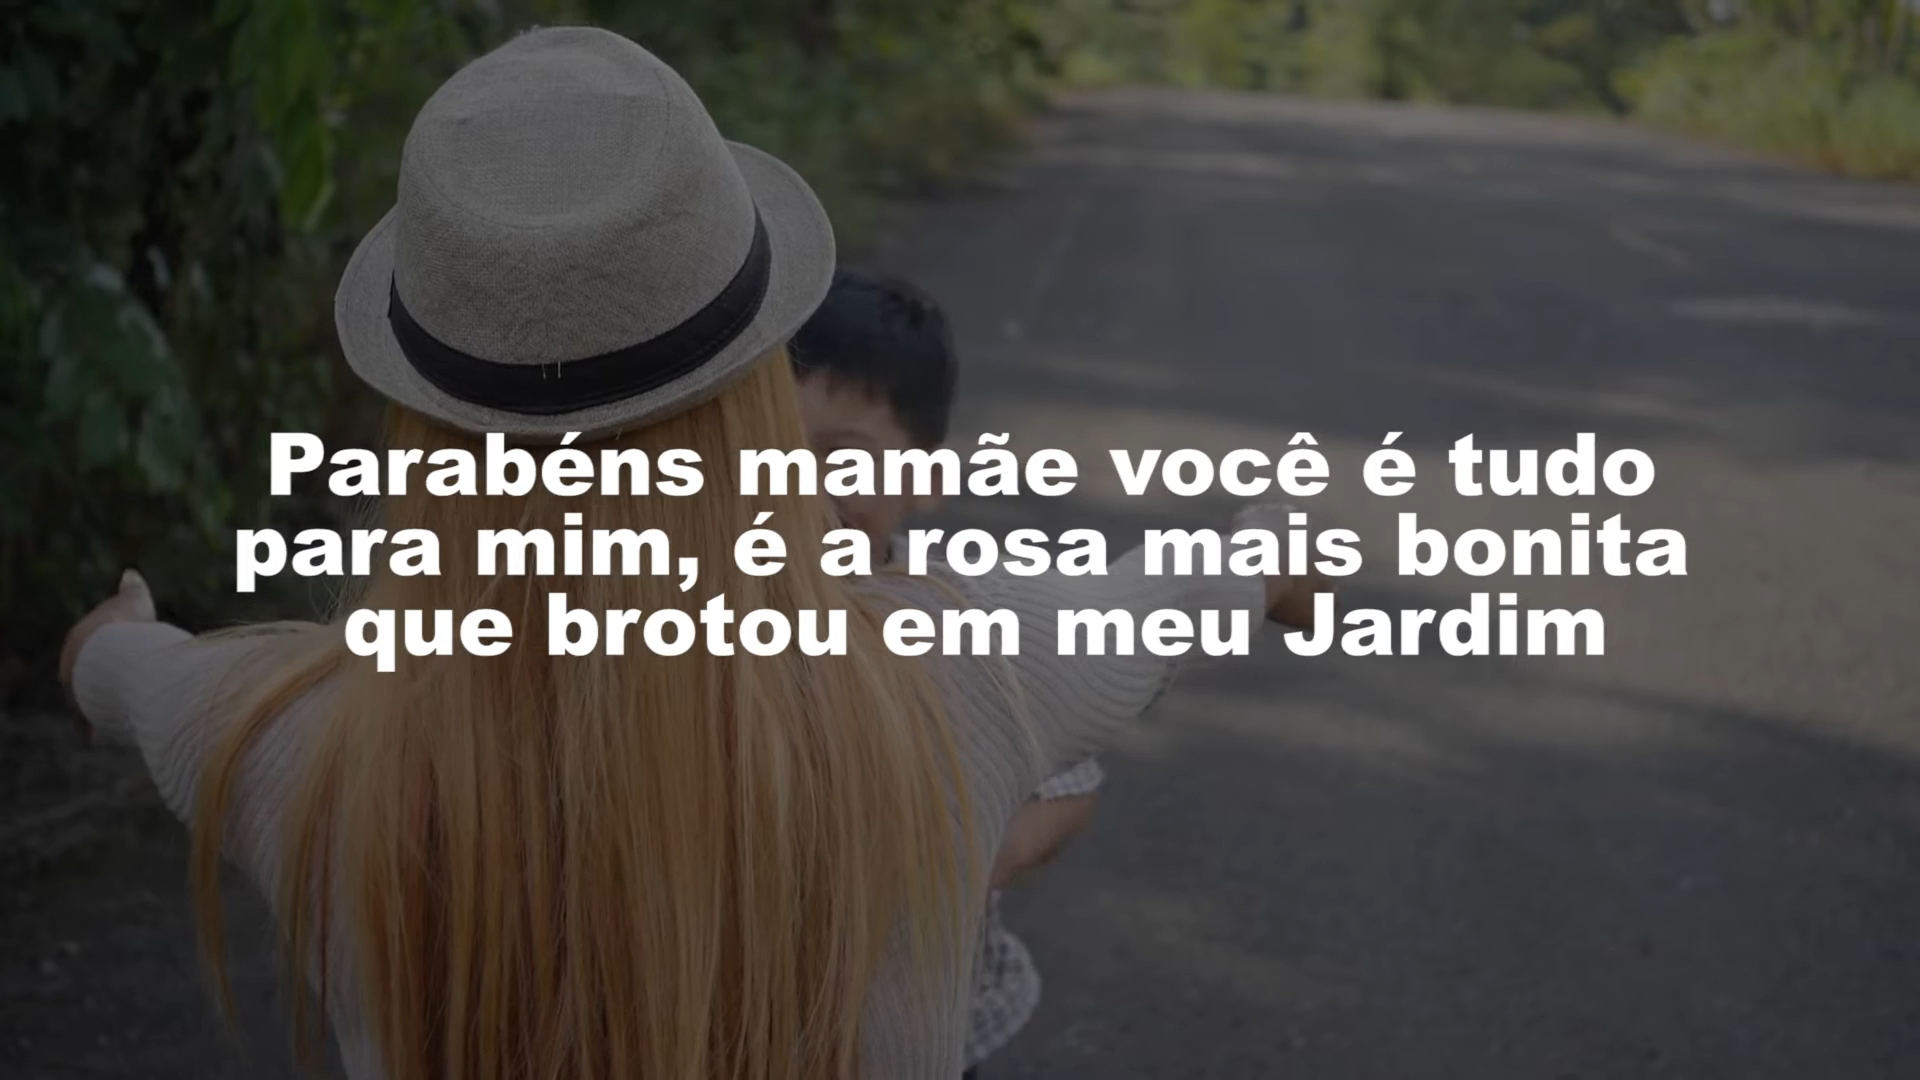 Parabéns mamãe você é tudo
para mim, é a rosa mais bonita
que brotou em meu Jardim